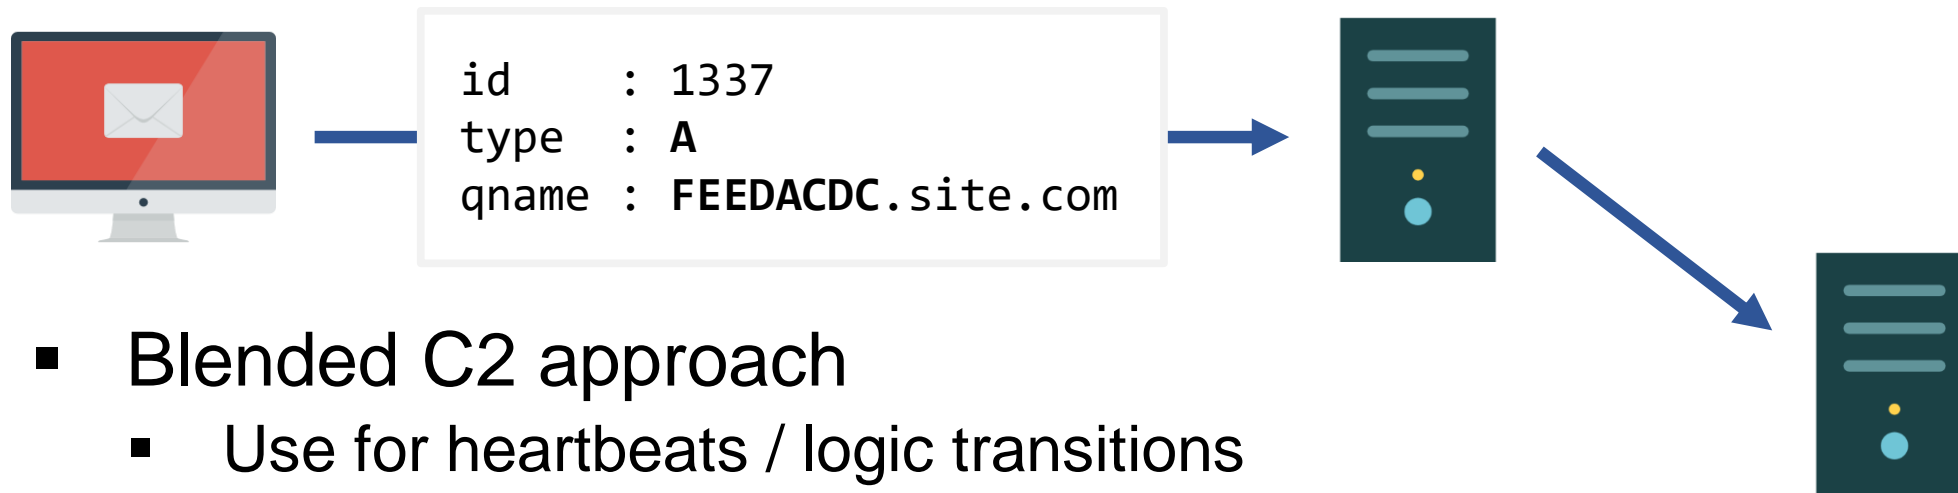 id    : 1337
type  : A
qname : FEEDACDC.site.com
▪ Blended C2 approach
▪ Use for heartbeats / logic transitions